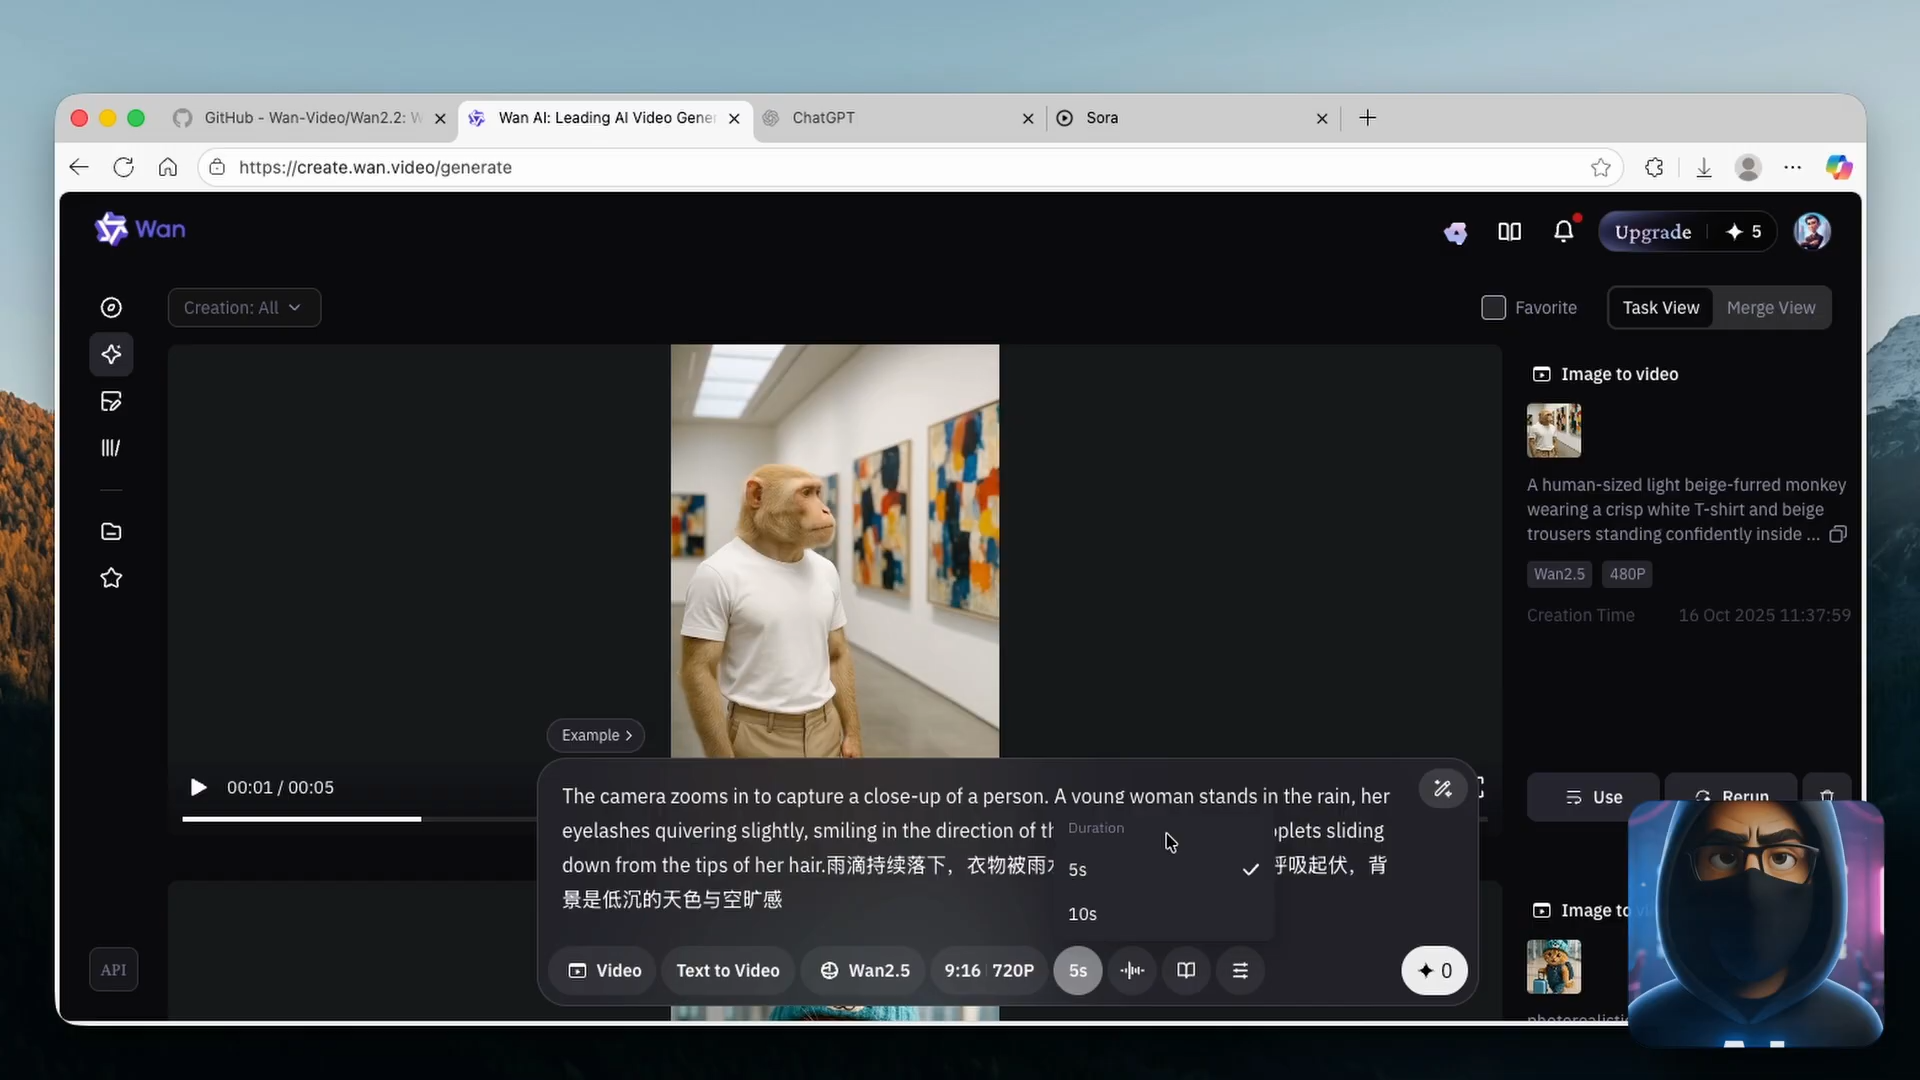 GitHub - Wan-Video/Wan2.2: W
Wan AI: Leading AI Video Gener
ChatGPT
Sora
https://create.wan.video/generate
Wan
Upgrade
5
Creation: All
Favorite
Task View
Merge View
Image to video
A human-sized light beige-furred monkey
wearing a crisp white T-shirt and beige
trousers standing confidently inside ...
Wan2.5
480P
Creation Time
16 Oct 2025 11:37:59
Example
00:01 / 00:05
Use
Rerun
The camera zooms in to capture a close-up of a person. A young woman stands in the rain, her
eyelashes quivering slightly, smiling in the direction of
down from the tips of her hair.雨滴持续落下，衣物被雨
plets sliding
呼吸起伏，背
景是低沉的天色与空旷感
Duration
5s
10s
Image to
API
Video
Text to Video
Wan2.5
9:16
720P
5s
0